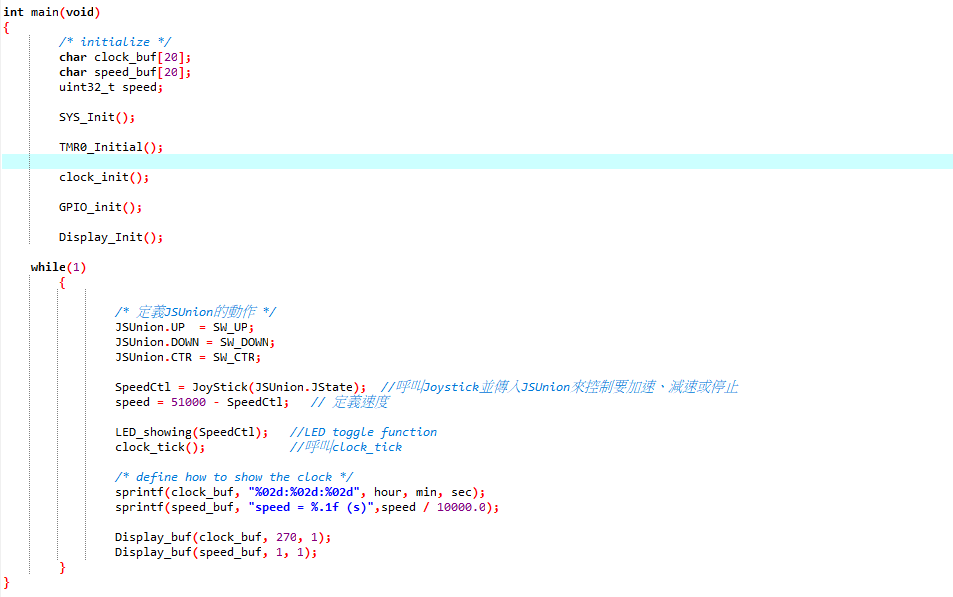 int main(void)
{
/* initialize */
char clock_buf[20];
char speed_buf[20];
uint32_t speed;
SYS_Init();
TMR0_Initial();
clock_init();
GPIO_init();
Display_Init();
while(1)
{
/* 定義JSUnion的動作 */
JSUnion.UP  = SW_UP;
JSUnion.DOWN = SW_DOWN;
JSUnion.CTR = SW_CTR;
SpeedCtl = JoyStick(JSUnion.JState);  //呼叫Joystick並傳入JSUnion來控制要加速、減速或停止
speed = 51000 - SpeedCtl;   // 定義速度
LED_showing(SpeedCtl);   //LED toggle function
clock_tick();            //呼叫clock_tick
/* define how to show the clock */
sprintf(clock_buf, "%02d:%02d:%02d", hour, min, sec);
sprintf(speed_buf, "speed = %.1f (s)",speed / 10000.0);
Display_buf(clock_buf, 270, 1);
Display_buf(speed_buf, 1, 1);
}
}